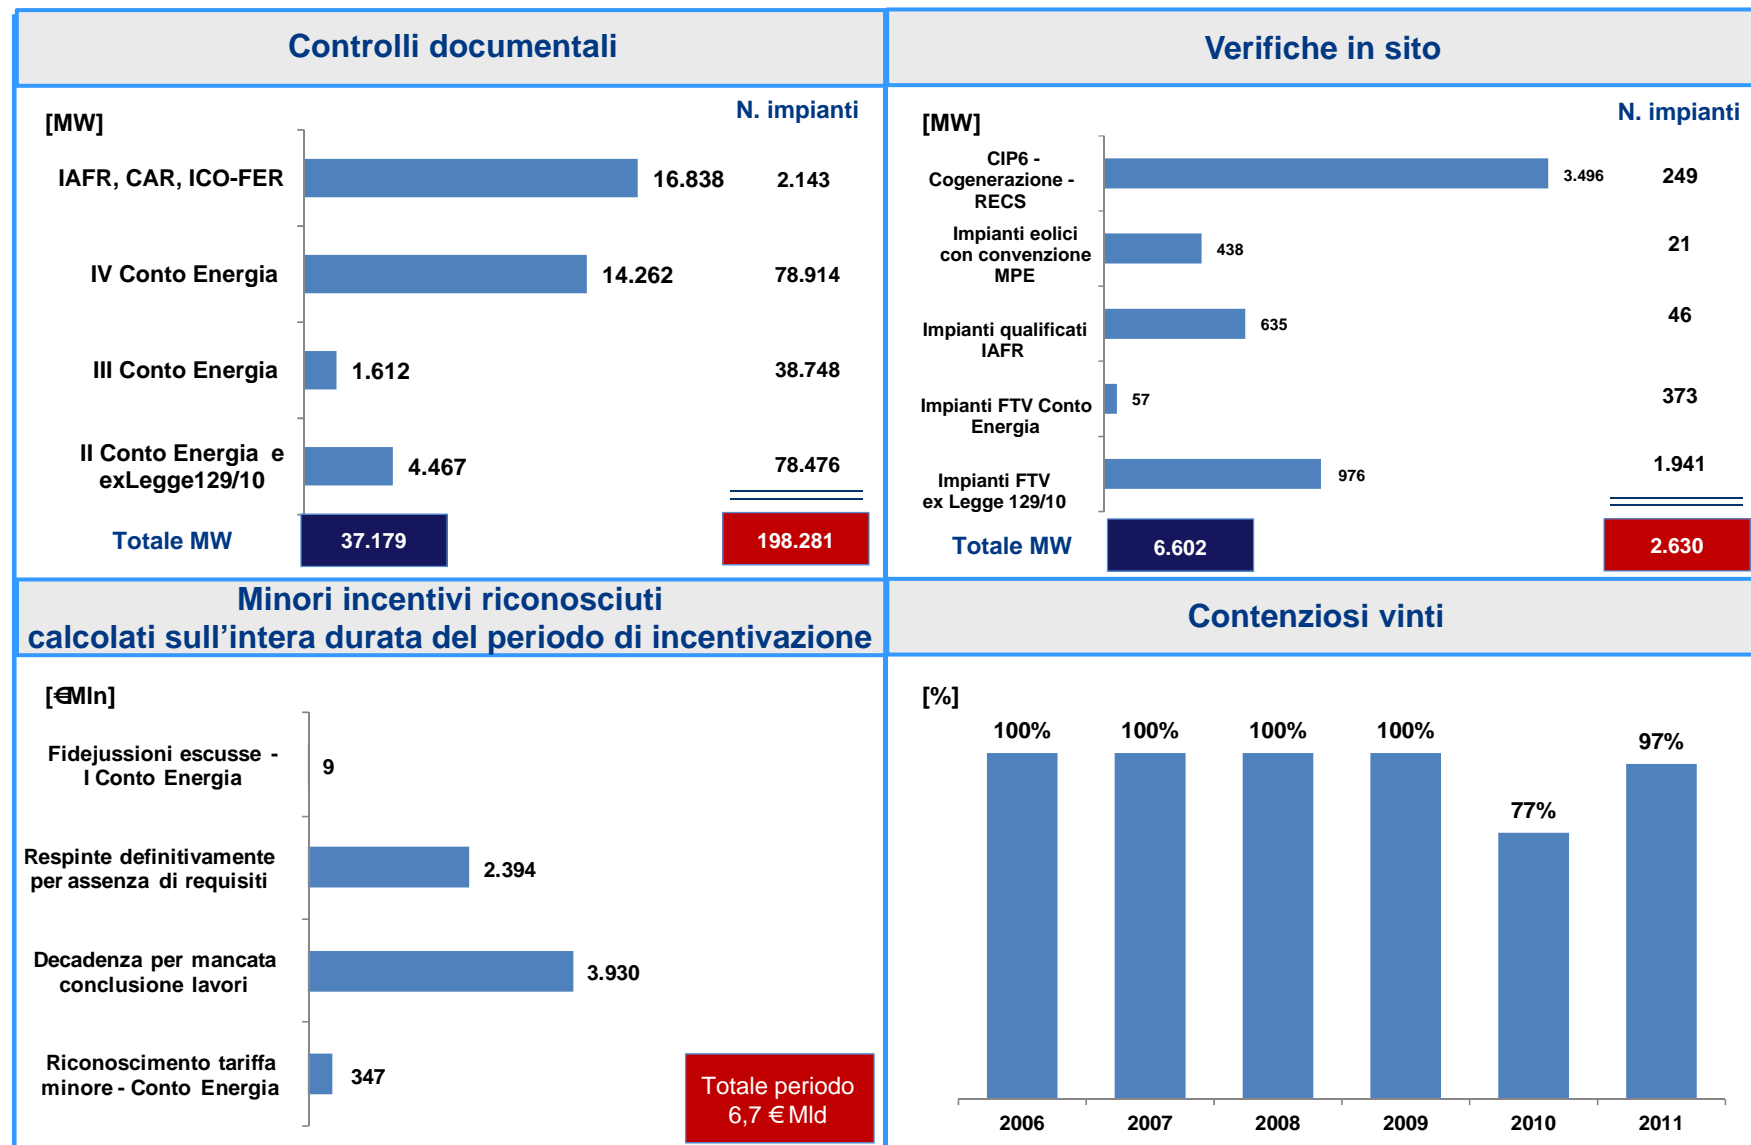 Controlli documentali
[MW]
N. impianti
IAFR, CAR, ICO-FER
16.838
2.143
IV Conto Energia
14.262
78.914
III Conto Energia
1.612
38.748
II Conto Energia e
exLegge129/10
4.467
78.476
Totale MW
37.179
198.281
Verifiche in sito
[MW]
N. impianti
CIP6 -
Cogenerazione -
RECS
3.496
249
Impianti eolici
con convenzione
MPE
438
21
Impianti qualificati
IAFR
635
46
Impianti FTV Conto
Energia
57
373
Impianti FTV
ex Legge 129/10
976
1.941
Totale MW
6.602
2.630
Minori incentivi riconosciuti
calcolati sull’intera durata del periodo di incentivazione
[€Mln]
Fidejussioni escusse -
I Conto Energia
9
Respinte definitivamente
per assenza di requisiti
2.394
Decadenza per mancata
conclusione lavori
3.930
Riconoscimento tariffa
minore - Conto Energia
347
Totale periodo
6,7 € Mld
Contenziosi vinti
[%]
100%
100%
100%
100%
77%
97%
2006
2007
2008
2009
2010
2011